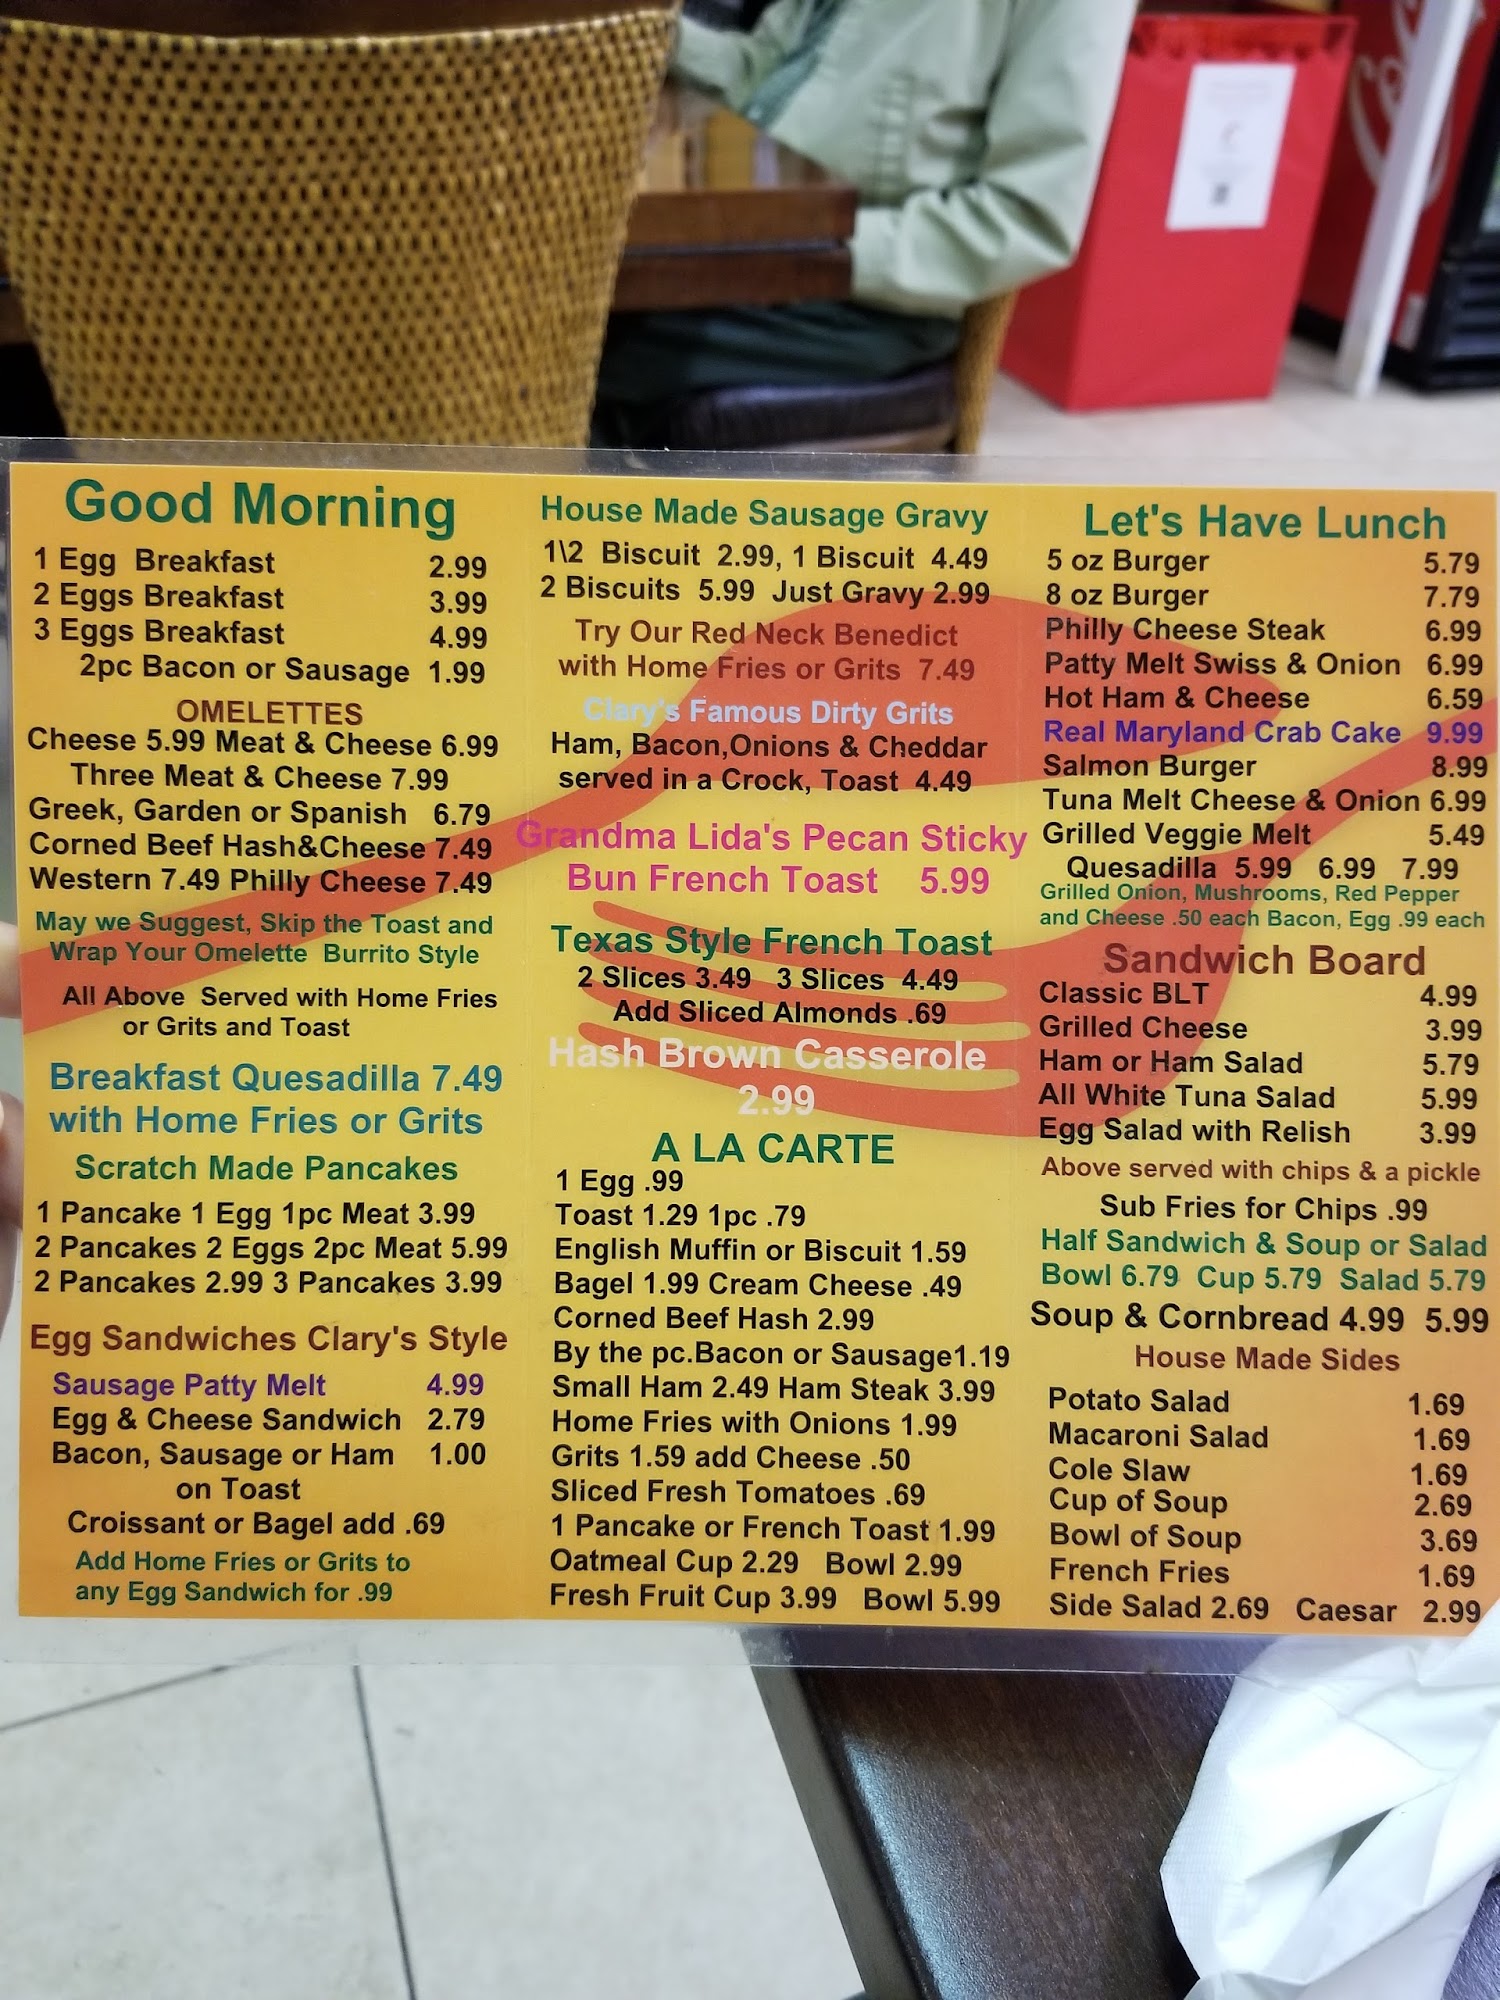 Good Morning
1 Egg Breakfast 2.99
2 Eggs Breakfast 3.99
3 Eggs Breakfast 4.99
2pc Bacon or Sausage 1.99
OMELETTES
Cheese 5.99 Meat & Cheese 6.99
Three Meat & Cheese 7.99
Greek, Garden or Spanish 6.79
Corned Beef Hash&Cheese 7.49
Western 7.49 Philly Cheese 7.49
May we Suggest, Skip the Toast and
Wrap Your Omelette Burrito Style
All Above Served with Home Fries
or Grits and Toast
Breakfast Quesadilla 7.49
with Home Fries or Grits
Scratch Made Pancakes
1 Pancake 1 Egg 1pc Meat 3.99
2 Pancakes 2 Eggs 2pc Meat 5.99
2 Pancakes 2.99 3 Pancakes 3.99
Egg Sandwiches Clary's Style
Sausage Patty Melt 4.99
Egg & Cheese Sandwich 2.79
Bacon, Sausage or Ham 1.00
on Toast
Croissant or Bagel add .69
Add Home Fries or Grits to
any Egg Sandwich for .99
House Made Sausage Gravy
1\2 Biscuit 2.99, 1 Biscuit 4.49
2 Biscuits 5.99 Just Gravy 2.99
Try Our Red Neck Benedict
with Home Fries or Grits 7.49
Clary's Famous Dirty Grits
Ham, Bacon,Onions & Cheddar
served in a Crock, Toast 4.49
Grandma Lida's Pecan Sticky
Bun French Toast 5.99
Texas Style French Toast
2 Slices 3.49 3 Slices 4.49
Add Sliced Almonds .69
Hash Brown Casserole
2.99
A LA CARTE
1 Egg .99
Toast 1.29 1pc .79
English Muffin or Biscuit 1.59
Bagel 1.99 Cream Cheese .49
Corned Beef Hash 2.99
By the pc.Bacon or Sausage1.19
Small Ham 2.49 Ham Steak 3.99
Home Fries with Onions 1.99
Grits 1.59 add Cheese .50
Sliced Fresh Tomatoes .69
1 Pancake or French Toast 1.99
Oatmeal Cup 2.29 Bowl 2.99
Fresh Fruit Cup 3.99 Bowl 5.99
Let's Have Lunch
5 oz Burger 5.79
8 oz Burger 7.79
Philly Cheese Steak 6.99
Patty Melt Swiss & Onion 6.99
Hot Ham & Cheese 6.59
Real Maryland Crab Cake 9.99
Salmon Burger 8.99
Tuna Melt Cheese & Onion 6.99
Grilled Veggie Melt 5.49
Quesadilla 5.99 6.99 7.99
Grilled Onion, Mushrooms, Red Pepper
and Cheese .50 each Bacon, Egg .99 each
Sandwich Board
Classic BLT 4.99
Grilled Cheese 3.99
Ham or Ham Salad 5.79
All White Tuna Salad 5.99
Egg Salad with Relish 3.99
Above served with chips & a pickle
Sub Fries for Chips .99
Half Sandwich & Soup or Salad
Bowl 6.79 Cup 5.79 Salad 5.79
Soup & Cornbread 4.99 5.99
House Made Sides
Potato Salad 1.69
Macaroni Salad 1.69
Cole Slaw 1.69
Cup of Soup 2.69
Bowl of Soup 3.69
French Fries 1.69
Side Salad 2.69 Caesar 2.99